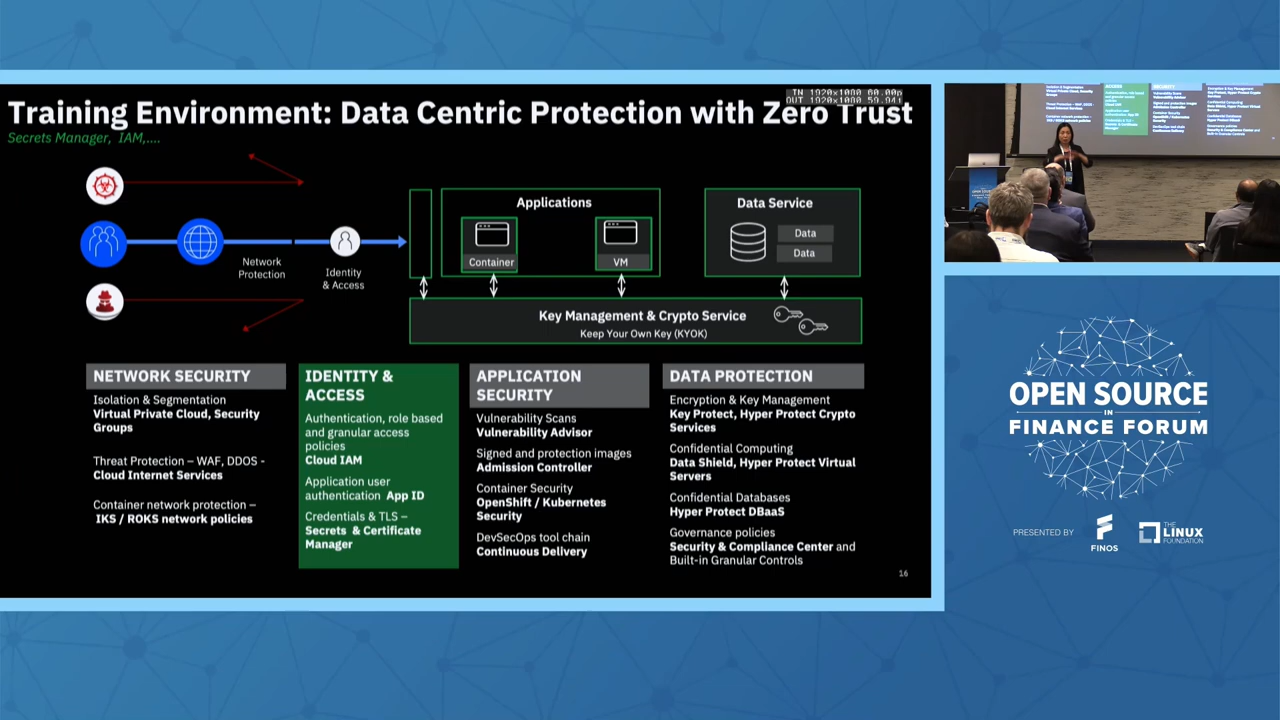 IN 1920x1080 60.00p
OUT 1920x1080 59.94i
Training Environment: Data Centric Protection with Zero Trust
Secrets Manager, IAM,....
Network
Protection
Identity
& Access
Applications
Container
VM
Data Service
Data
Data
Key Management & Crypto Service
Keep Your Own Key (KYOK)
NETWORK SECURITY
Isolation & Segmentation
Virtual Private Cloud, Security
Groups
Threat Protection – WAF, DDOS -
Cloud Internet Services
Container network protection –
IKS / ROKS network policies
IDENTITY &
ACCESS
Authentication, role based
and granular access
policies
Cloud IAM
Application user
authentication App ID
Credentials & TLS –
Secrets & Certificate
Manager
APPLICATION
SECURITY
Vulnerability Scans
Vulnerability Advisor
Signed and protection images
Admission Controller
Container Security
OpenShift / Kubernetes
Security
DevSecOps tool chain
Continuous Delivery
DATA PROTECTION
Encryption & Key Management
Key Protect, Hyper Protect Crypto
Services
Confidential Computing
Data Shield, Hyper Protect Virtual
Servers
Confidential Databases
Hyper Protect DBaaS
Governance policies
Security & Compliance Center and
Built-in Granular Controls
16
OPEN SOURCE
IN
FINANCE FORUM
PRESENTED BY
FINOS
THE
LINUX
FOUNDATION